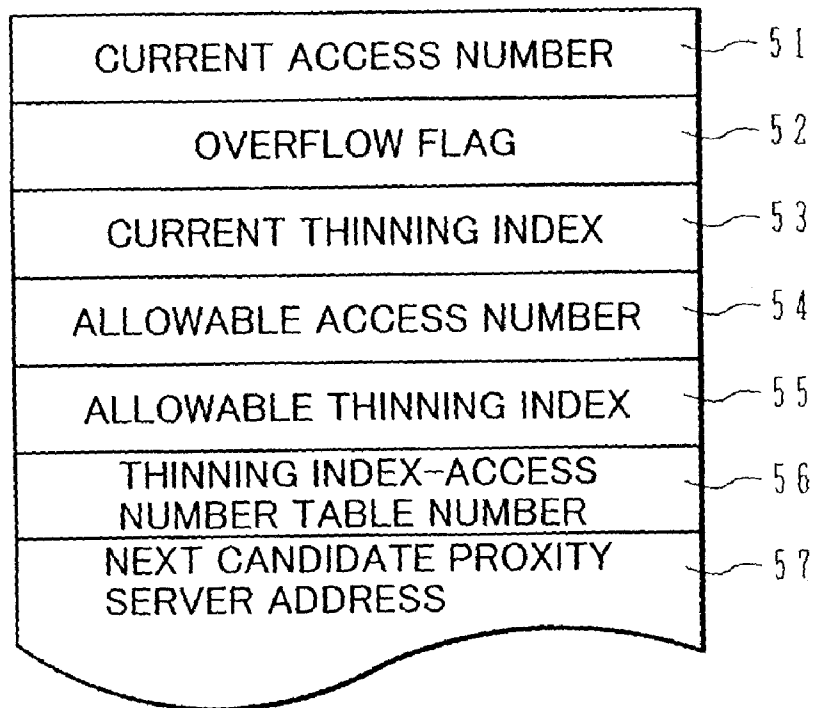 CURRENT ACCESS NUMBER 51
OVERFLOW FLAG 52
CURRENT THINNING INDEX 53
ALLOWABLE ACCESS NUMBER 54
ALLOWABLE THINNING INDEX 55
THINNING INDEX-ACCESS
NUMBER TABLE NUMBER 56
NEXT CANDIDATE PROXITY 57
SERVER ADDRESS